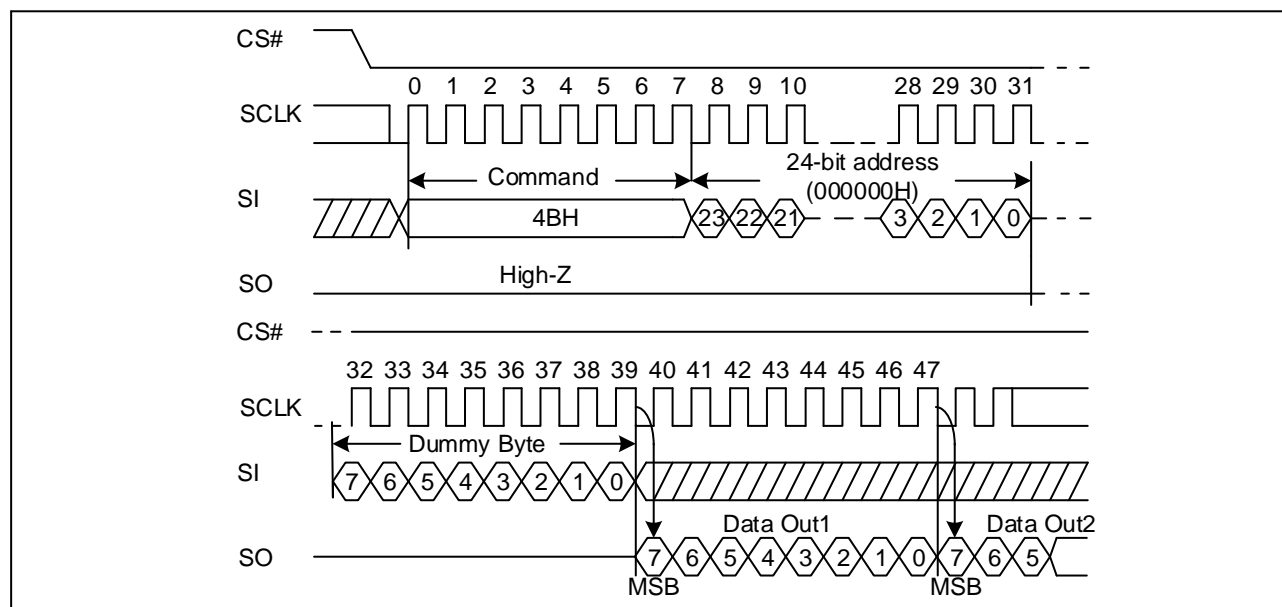 CS#
0 1 2 3 4 5 6 7 8 9 10 28 29 30 31
SCLK
Command
24-bit address
(000000H)
SI
4BH
23 22 21 3 2 1 0
High-Z
SO
CS#
32 33 34 35 36 37 38 39 40 41 42 43 44 45 46 47
SCLK
Dummy Byte
SI
7 6 5 4 3 2 1 0
Data Out1 Data Out2
SO
7 6 5 4 3 2 1 0 7 6 5
MSB MSB